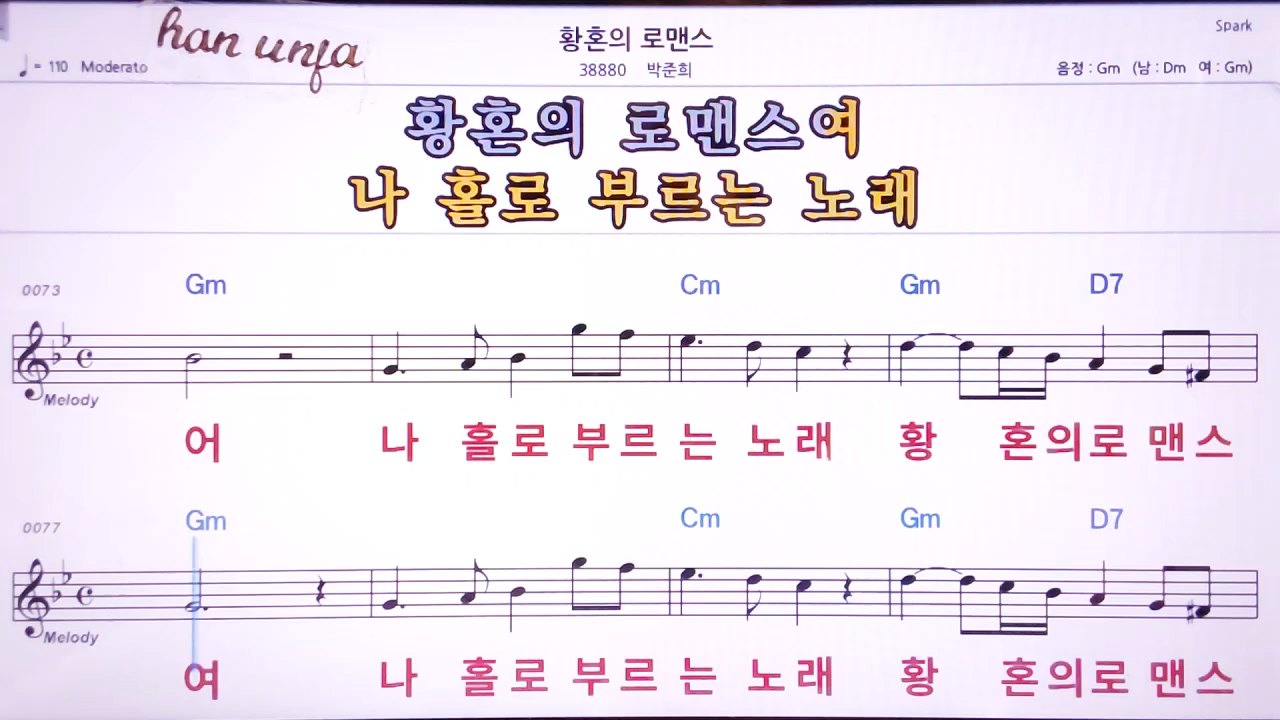 han unfa
황혼의 로맨스
Spark
♩= 110 Moderato
38880 박준희
음정 : Gm (남 : Dm 여 : Gm)
황혼의 로맨스여
나 홀로 부르는 노래
0073 Gm Cm Gm D7
Melody
어 나 홀로 부르는 노래 황 혼의로 맨스
0077 Gm Cm Gm D7
Melody
여 나 홀로 부르는 노래 황 혼의로 맨스